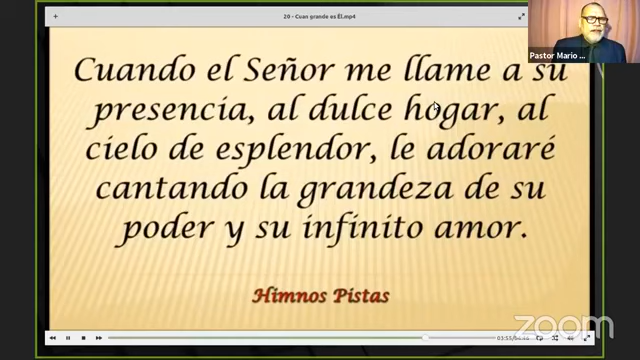 20 - Cuan grande es Él.mp4
Pastor Mario ...
Cuando el Señor me llame a su
presencia, al dulce hogar, al
cielo de esplendor, le adoraré
cantando la grandeza de su
poder y su infinito amor.
Himnos Pistas
zoom